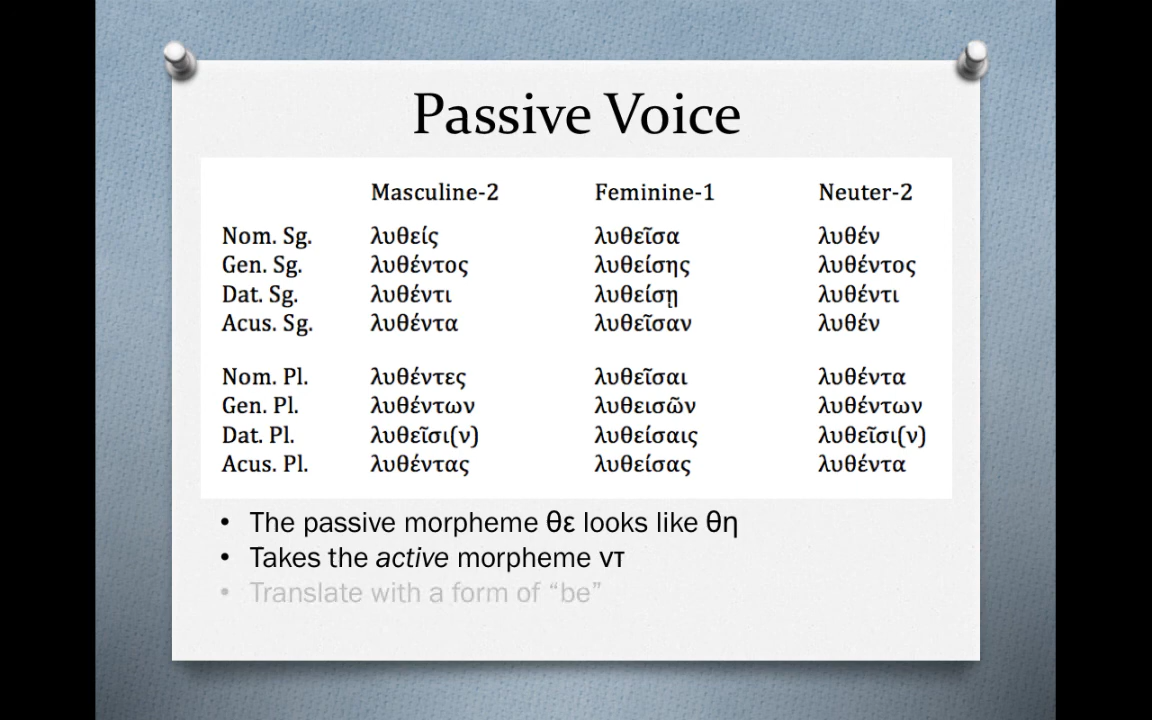 Passive Voice
Masculine-2 Feminine-1 Neuter-2
Nom. Sg. λυθείς λυθεῖσα λυθέν
Gen. Sg. λυθέντος λυθείσης λυθέντος
Dat. Sg. λυθέντι λυθείσῃ λυθέντι
Acus. Sg. λυθέντα λυθεῖσαν λυθέν
Nom. Pl. λυθέντες λυθεῖσαι λυθέντα
Gen. Pl. λυθέντων λυθεισῶν λυθέντων
Dat. Pl. λυθεῖσι(ν) λυθείσαις λυθεῖσι(ν)
Acus. Pl. λυθέντας λυθείσας λυθέντα
• The passive morpheme θε looks like θη
• Takes the active morpheme ντ
• Translate with a form of “be”